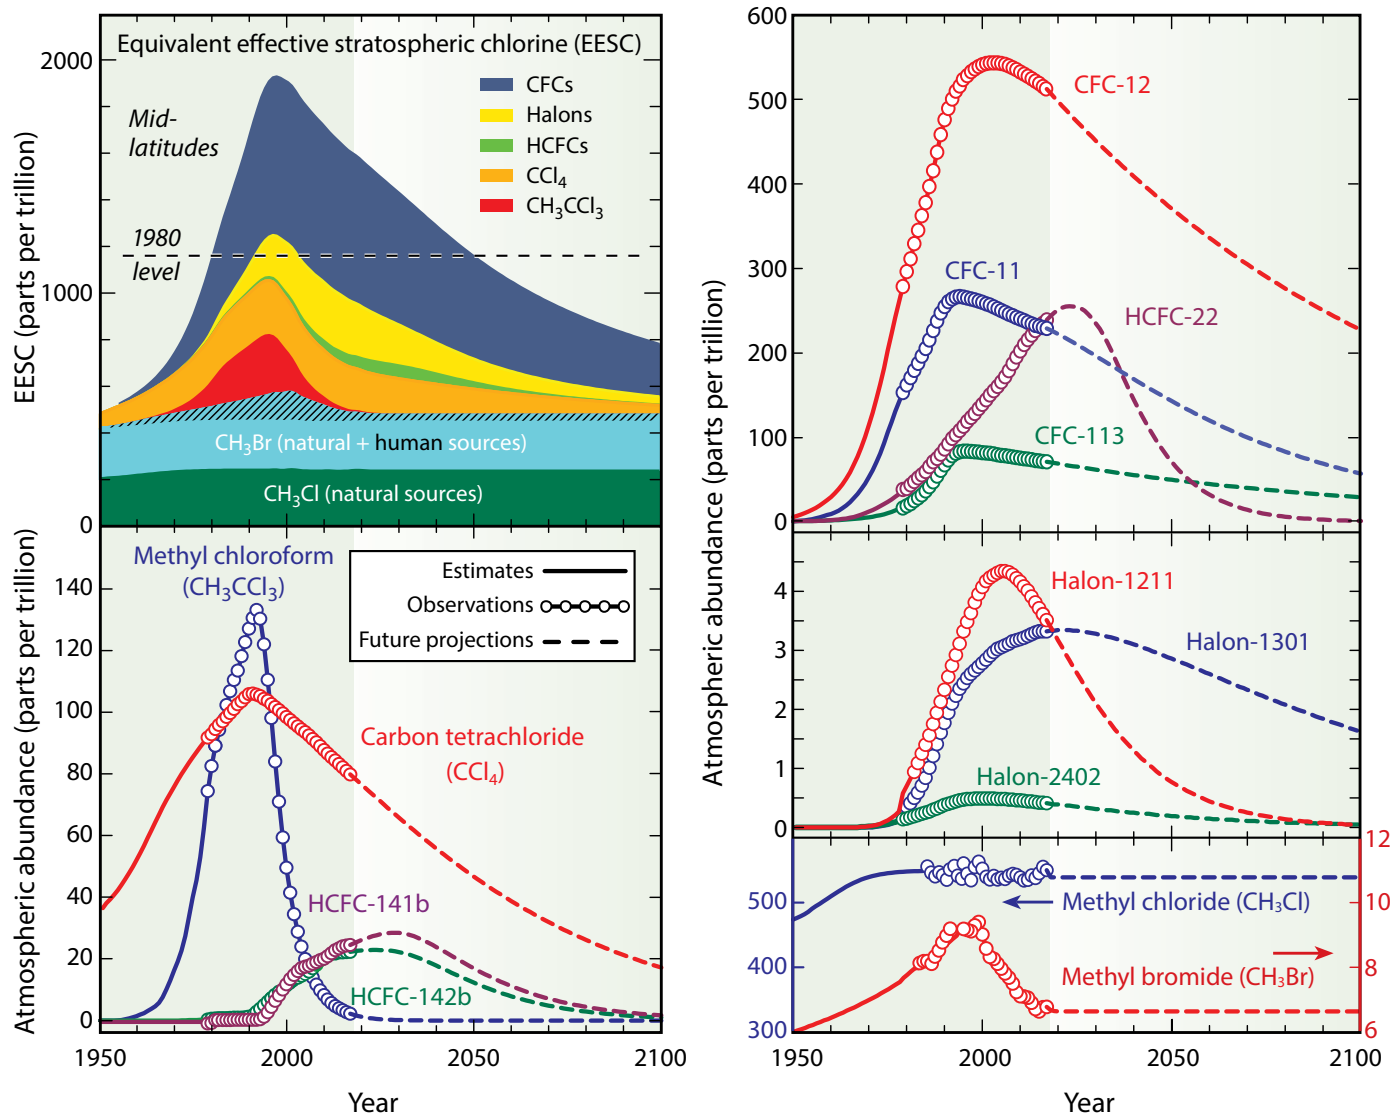 Equivalent effective stratospheric chlorine (EESC)
EESC (parts per trillion)
2000
1000
0
Mid-
latitudes
1980
level
CFCs
Halons
HCFCs
CCl4
CH3CCl3
CH3Br (natural + human sources)
CH3Cl (natural sources)
Atmospheric abundance (parts per trillion)
140
120
100
80
60
40
20
0
Methyl chloroform
(CH3CCl3)
Estimates
Observations
Future projections
Carbon tetrachloride
(CCl4)
HCFC-141b
HCFC-142b
1950
2000
2050
2100
Year
Atmospheric abundance (parts per trillion)
600
500
400
300
200
100
0
CFC-12
CFC-11
HCFC-22
CFC-113
4
3
2
1
0
Halon-1211
Halon-1301
Halon-2402
500
400
300
12
10
8
6
Methyl chloride (CH3Cl)
Methyl bromide (CH3Br)
1950
2000
2050
2100
Year